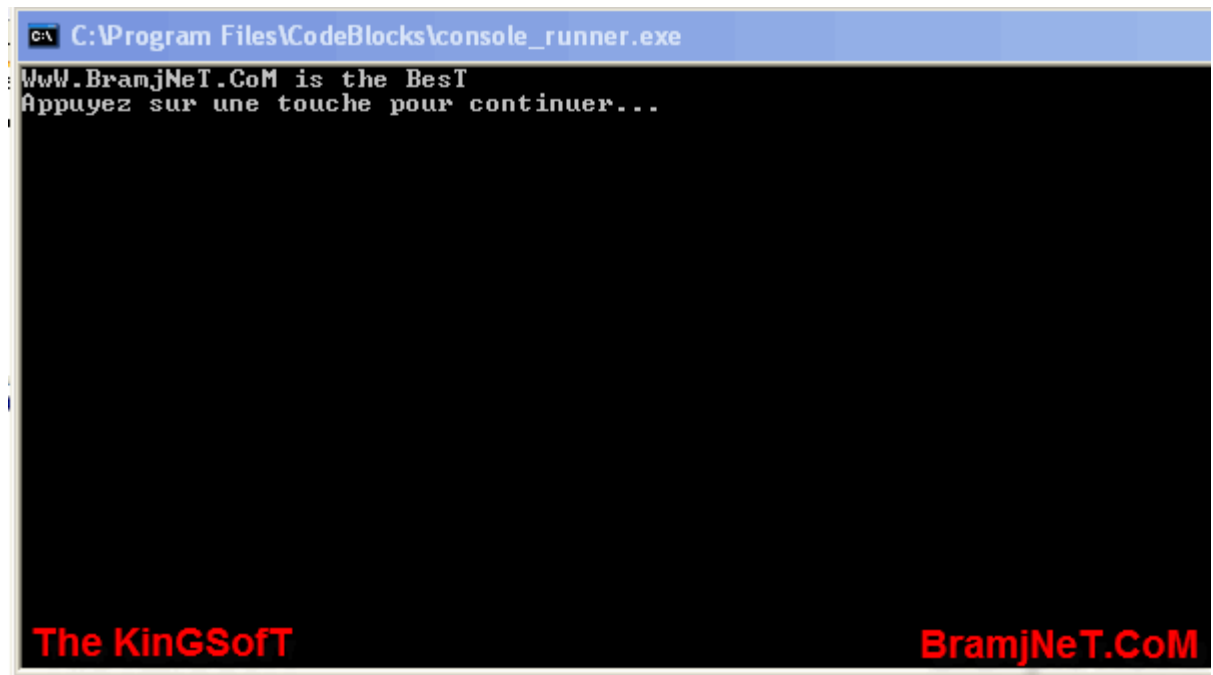 C:\Program Files\CodeBlocks\console_runner.exe
WwW.BramjNeT.CoM is the BesT
Appuyez sur une touche pour continuer...
The KinGSofT
BramjNeT.CoM